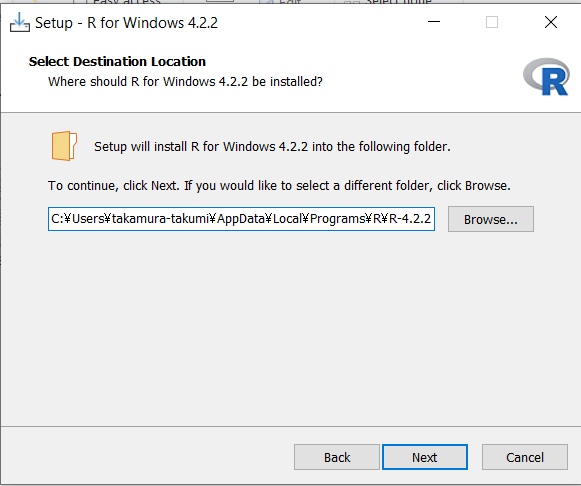 Setup - R for Windows 4.2.2
Select Destination Location
Where should R for Windows 4.2.2 be installed?
R
Setup will install R for Windows 4.2.2 into the following folder.
To continue, click Next. If you would like to select a different folder, click Browse.
C:¥Users¥takamura-takumi¥AppData¥Local¥Programs¥R¥R-4.2.2
Browse...
Back
Next
Cancel